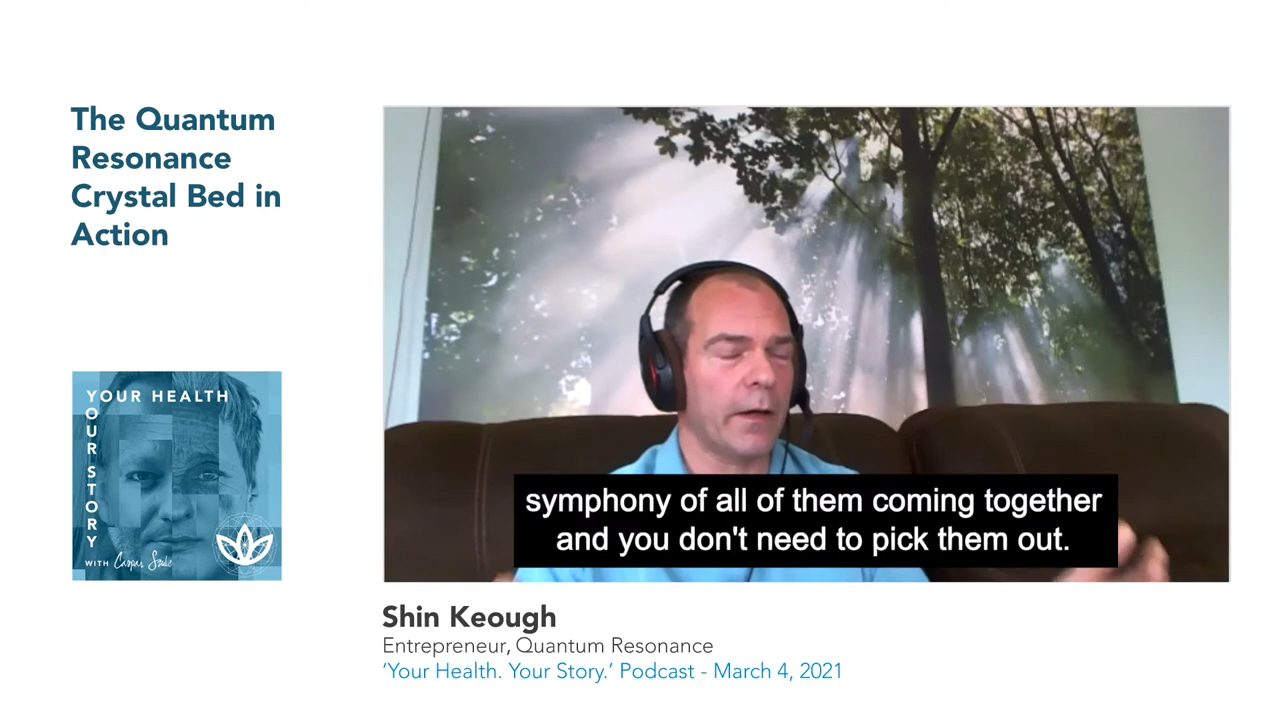 The Quantum
Resonance
Crystal Bed in
Action
YOUR HEALTH
YOUR STORY
WITH
symphony of all of them coming together
and you don't need to pick them out.
Shin Keough
Entrepreneur, Quantum Resonance
‘Your Health. Your Story.’ Podcast - March 4, 2021